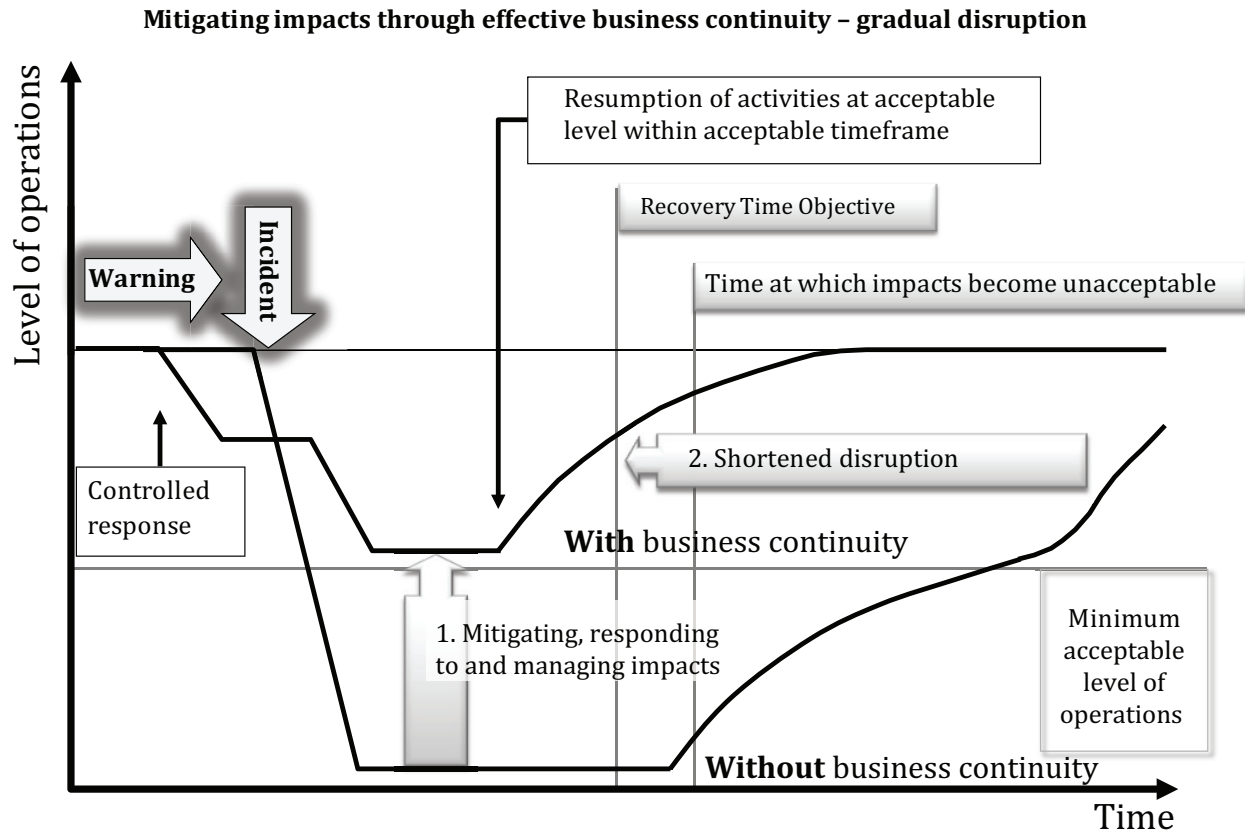 Mitigating impacts through effective business continuity – gradual disruption
Level of operations
Resumption of activities at acceptable
level within acceptable timeframe
Recovery Time Objective
Warning
Incident
Time at which impacts become unacceptable
Controlled
response
2. Shortened disruption
With business continuity
1. Mitigating, responding
to and managing impacts
Minimum
acceptable
level of
operations
Without business continuity
Time